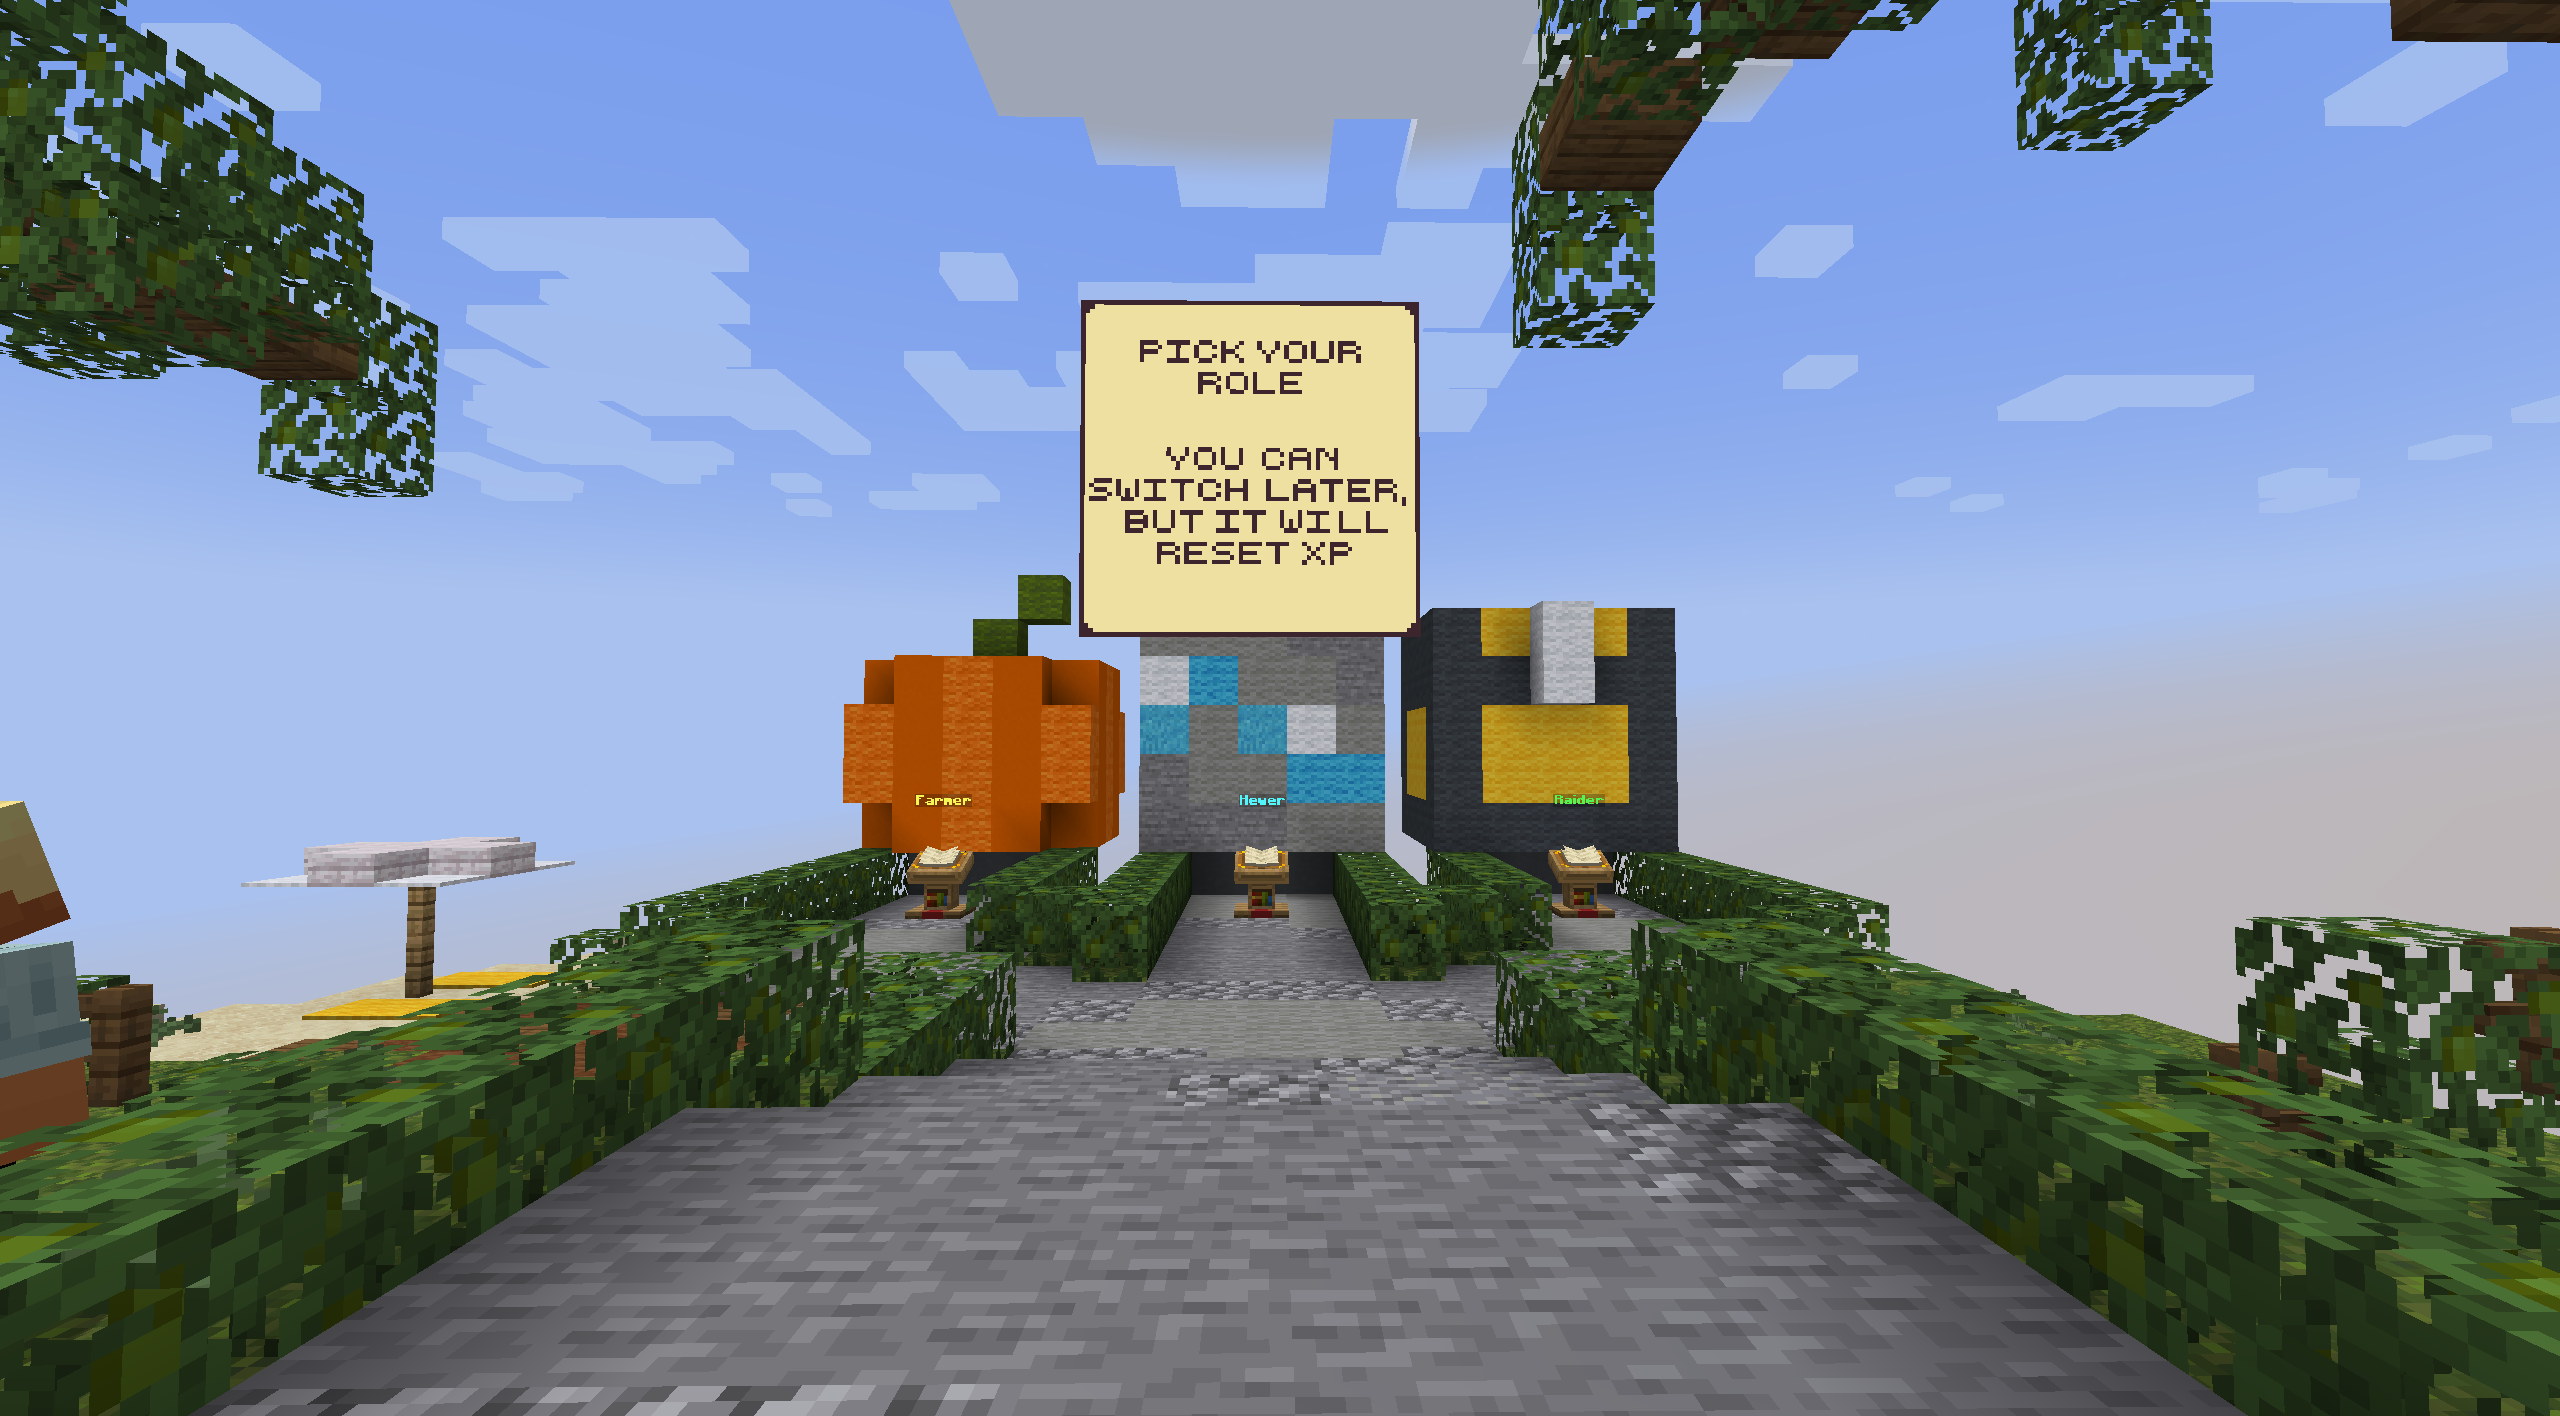 PICK YOUR
ROLE
YOU CAN
SWITCH LATER,
BUT IT WILL
RESET XP
Farmer
Hewer
Raider